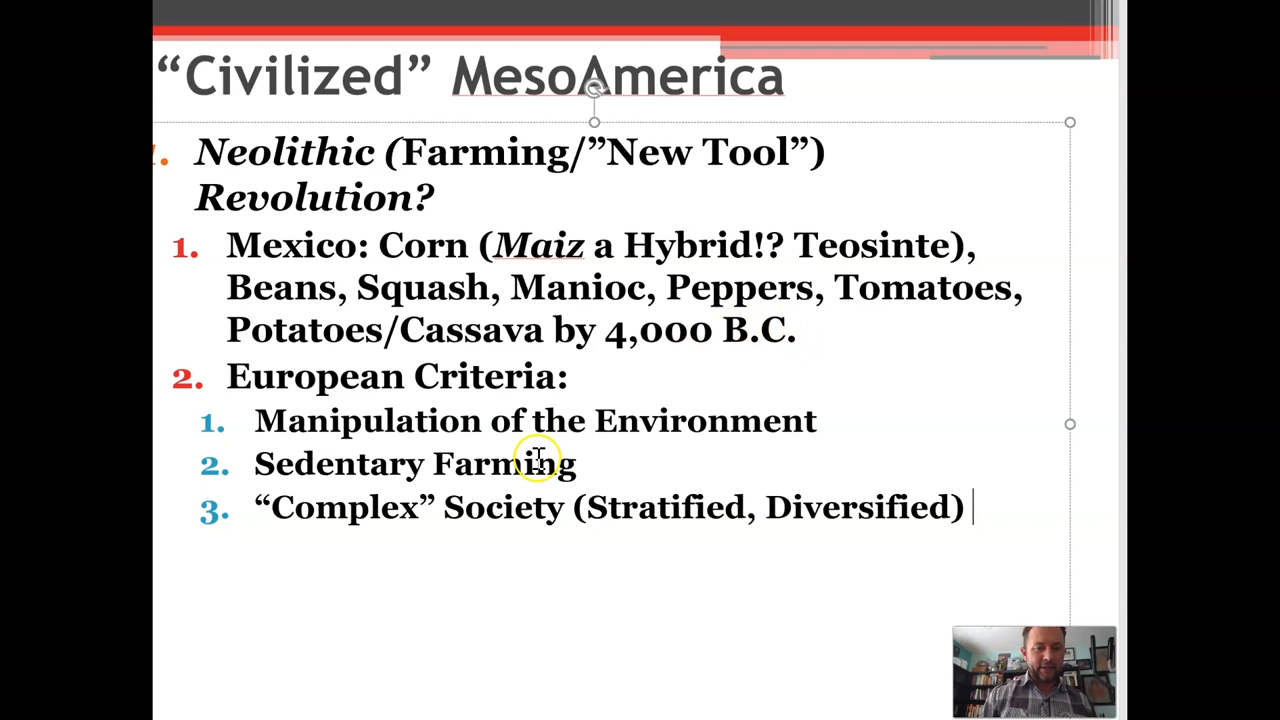 “Civilized” MesoAmerica
Neolithic (Farming/”New Tool”)
Revolution?
1. Mexico: Corn (Maiz a Hybrid!? Teosinte),
Beans, Squash, Manioc, Peppers, Tomatoes,
Potatoes/Cassava by 4,000 B.C.
2. European Criteria:
1. Manipulation of the Environment
2. Sedentary Farming
3. “Complex” Society (Stratified, Diversified)